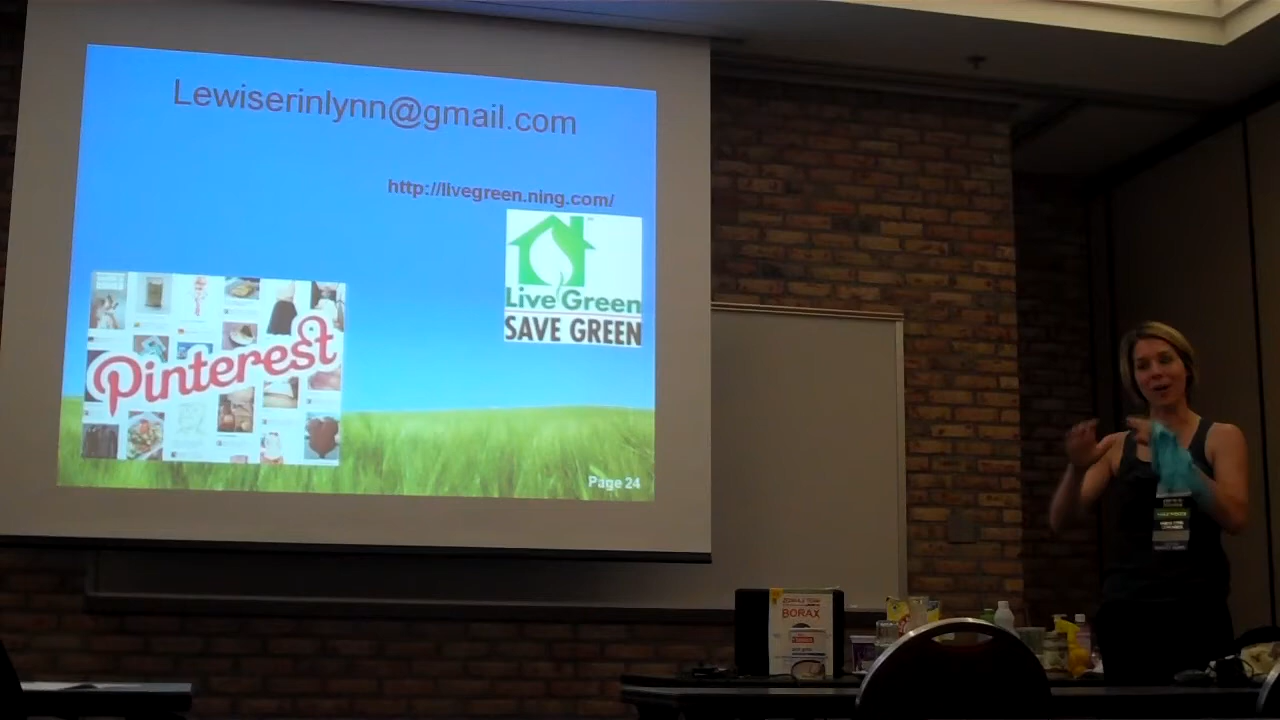 Lewiserinlynn@gmail.com
http://livegreen.ning.com/
Live Green
SAVE GREEN
Pinterest
Page 24
BORAX